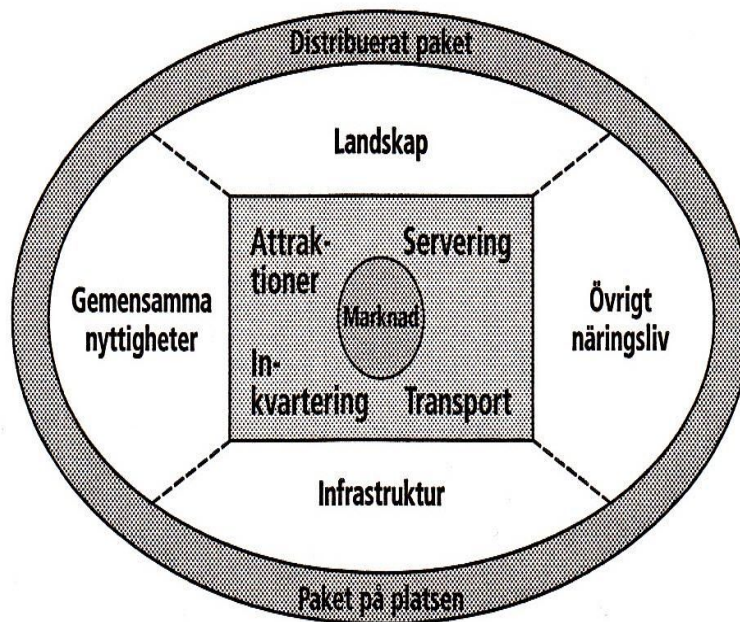 Distribuerat paket
Landskap
Attrak-
tioner
Servering
Gemensamma
nyttigheter
Marknad
Övrigt
näringsliv
In-
kvartering
Transport
Infrastruktur
Paket på platsen